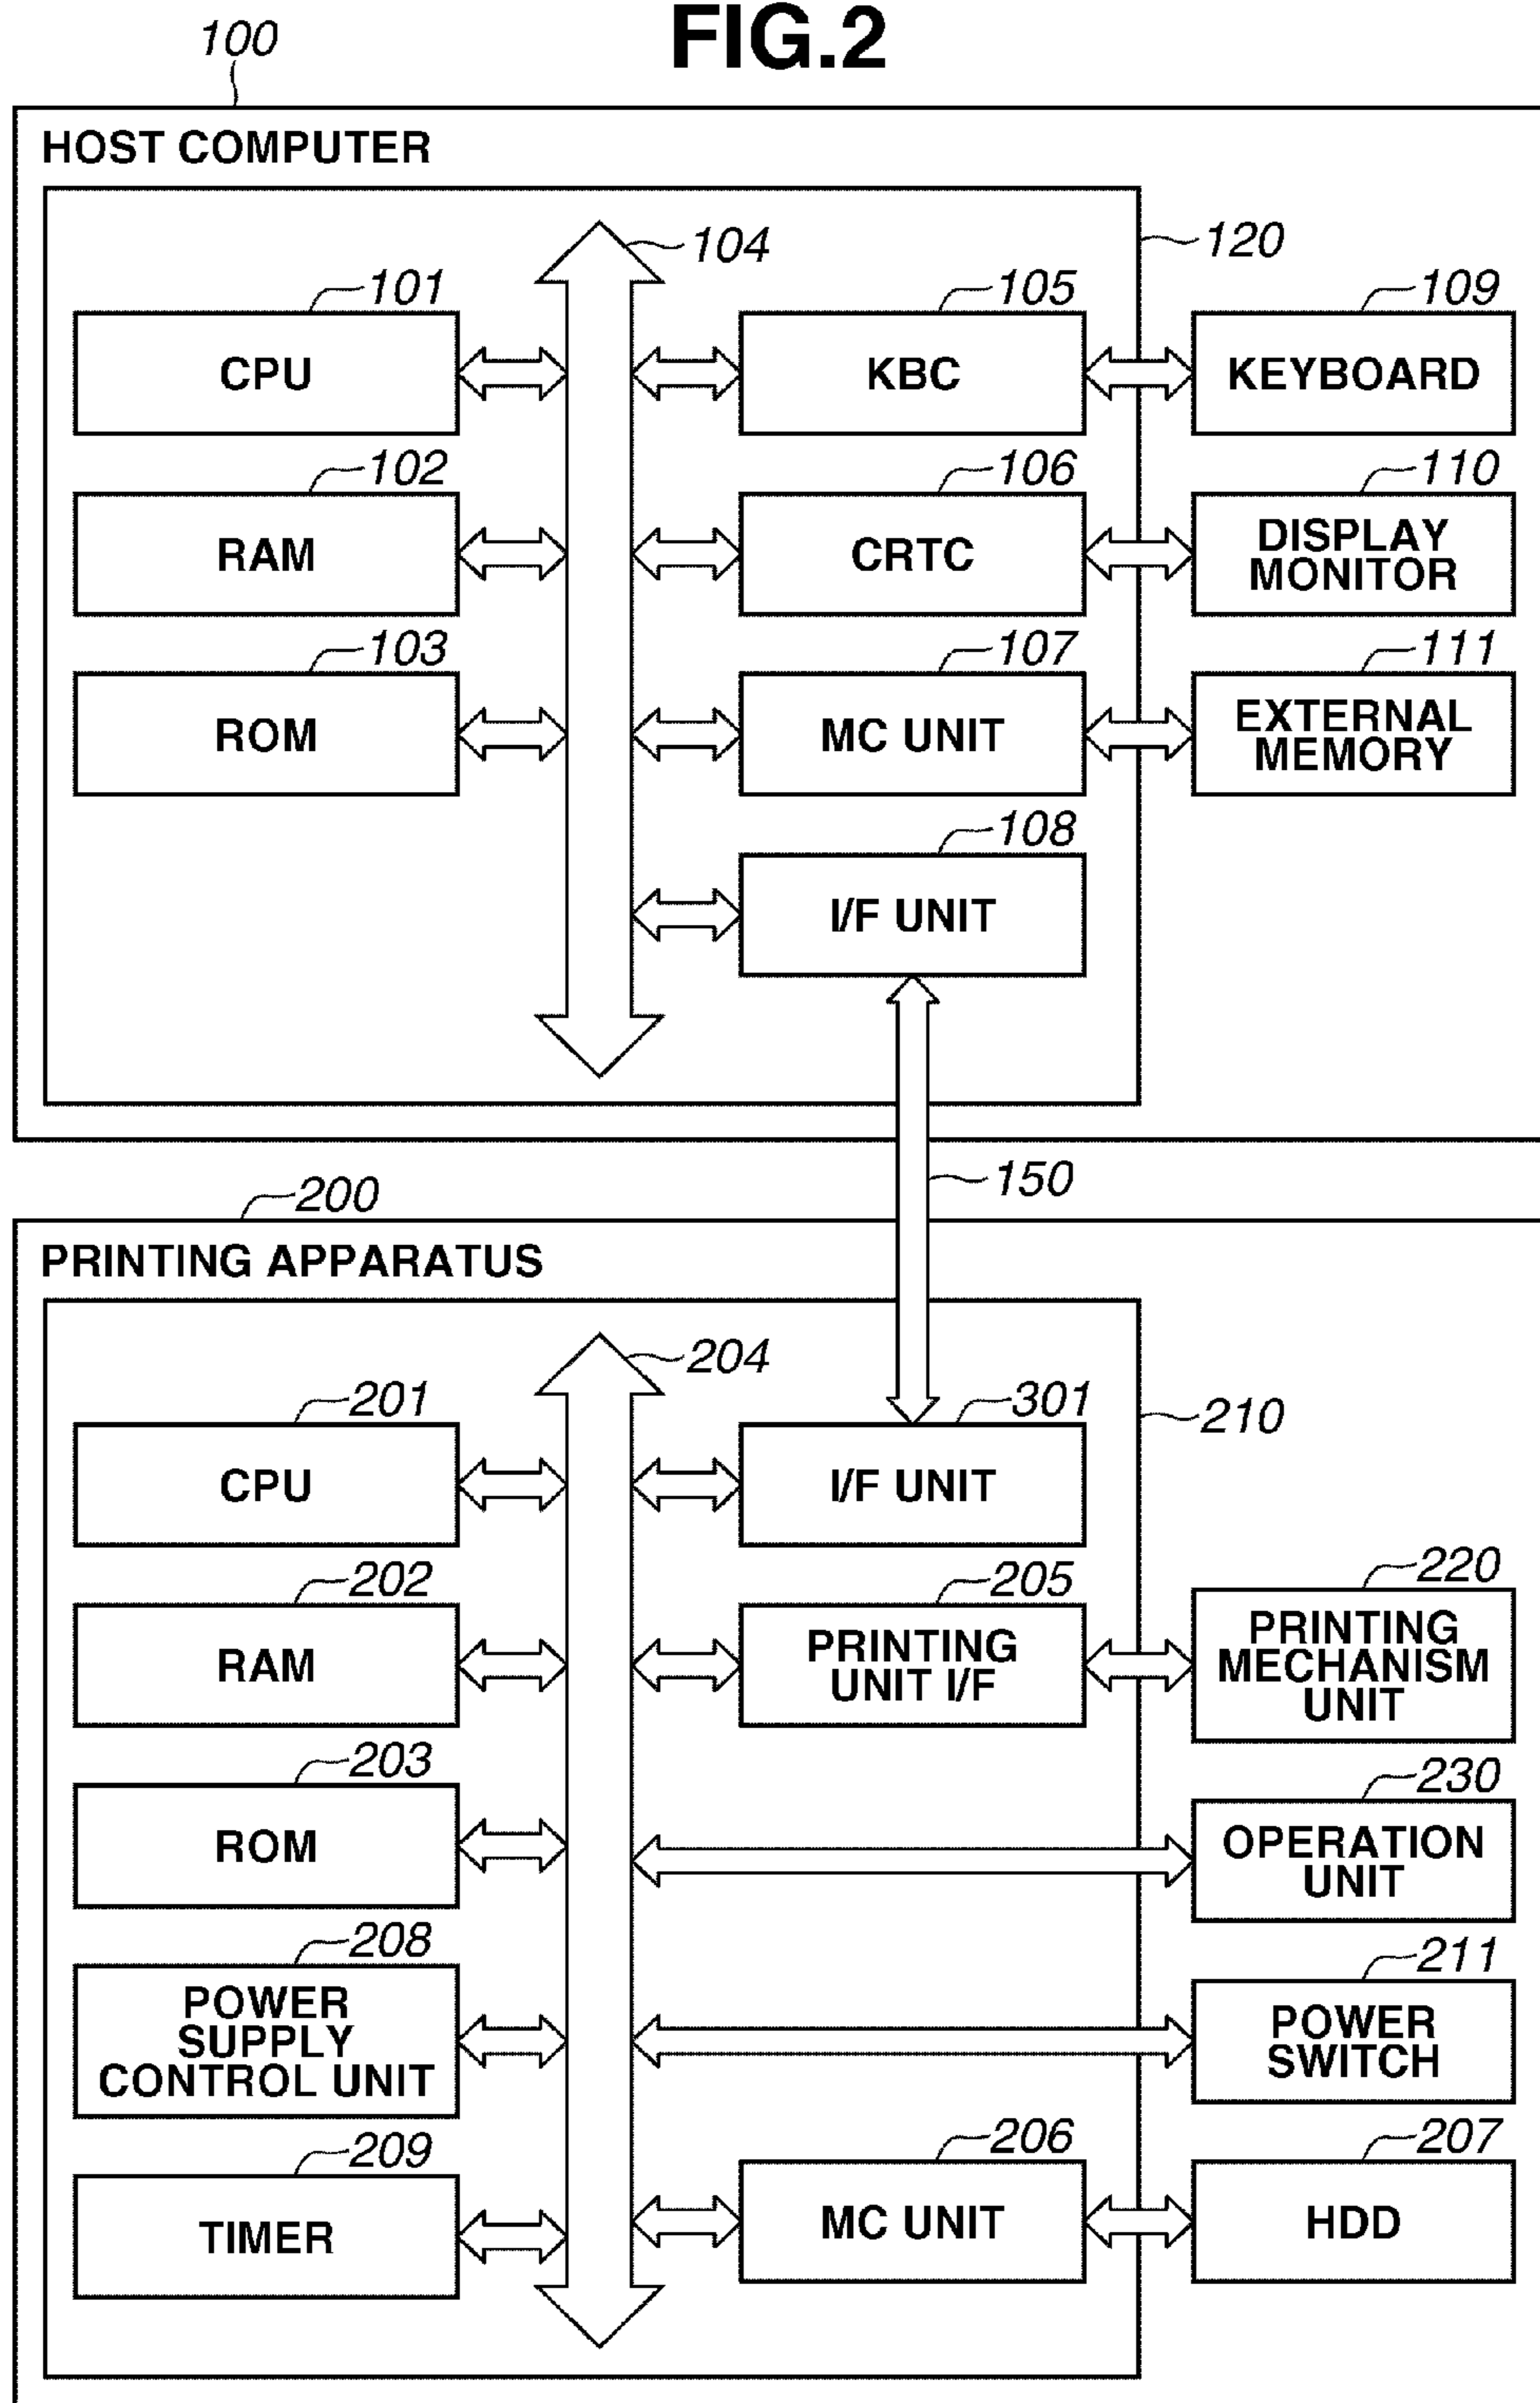 FIG.2
100
HOST COMPUTER
104
120
101
105
109
CPU
KBC
KEYBOARD
102
106
110
RAM
CRTC
DISPLAY
MONITOR
103
107
111
ROM
MC UNIT
EXTERNAL
MEMORY
108
I/F UNIT
150
200
PRINTING APPARATUS
204
210
201
301
CPU
I/F UNIT
202
205
220
RAM
PRINTING
UNIT I/F
PRINTING
MECHANISM
UNIT
203
230
ROM
OPERATION
UNIT
208
211
POWER
SUPPLY
CONTROL UNIT
POWER
SWITCH
209
206
207
TIMER
MC UNIT
HDD